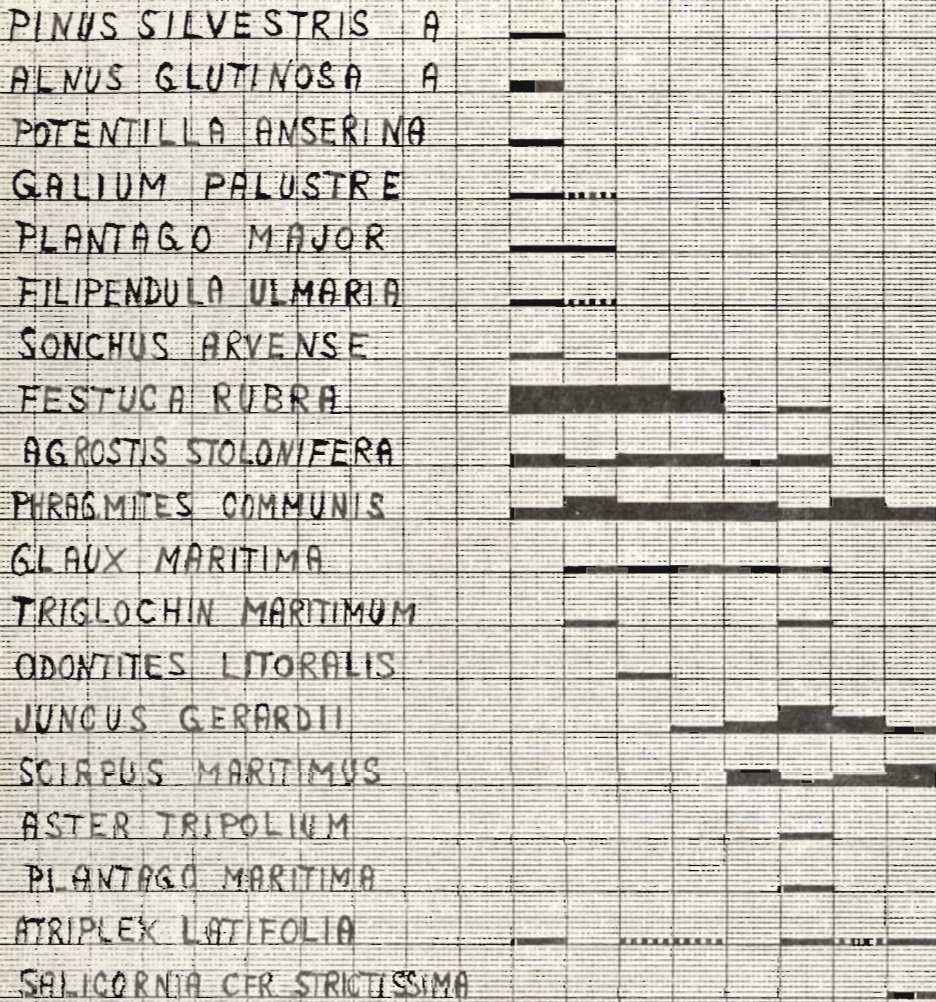 PINUS SILVESTRIS A
ALNUS GLUTINOSA A
POTENTILLA ANSERINA
GALIUM PALUSTRE
PLANTAGO MAJOR
FILIPENDULA ULMARIA
SONCHUS ARVENSE
FESTUCA RUBRA
AGROSTIS STOLONIFERA
PHRAGMITES COMMUNIS
GLAUX MARITIMA
TRIGLOCHIN MARITIMUM
ODONTITES LITORALIS
JUNCUS GERARDII
SCIRPUS MARITIMUS
ASTER TRIPOLIUM
PLANTAGO MARITIMA
ATRIPLEX LATIFOLIA
SALICORNIA CFR STRICTISSIMA